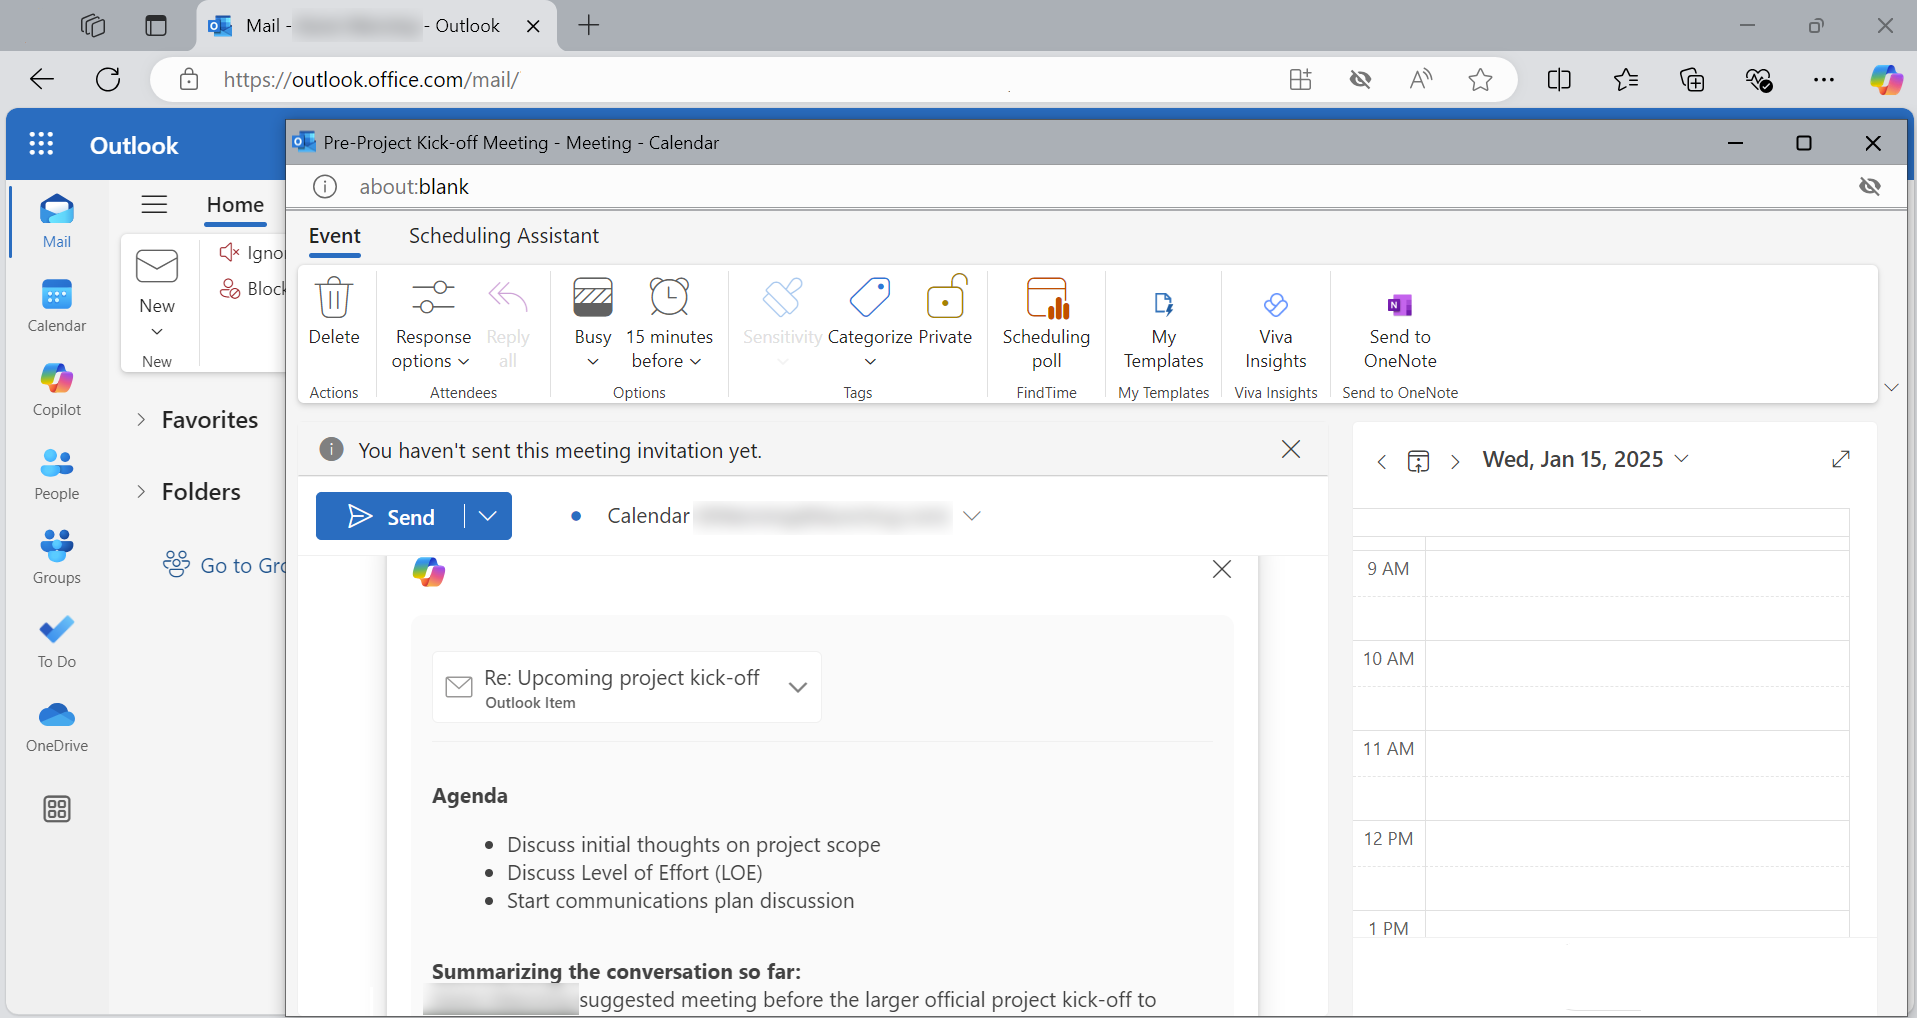 Mail - - Outlook
https://outlook.office.com/mail/
Outlook
Pre-Project Kick-off Meeting - Meeting - Calendar
about:blank
Mail
Calendar
Copilot
People
Groups
To Do
OneDrive
Home
New
New
Ignor
Block
Favorites
Folders
Go to Gro
Event
Scheduling Assistant
Delete
Actions
Response options
Reply all
Attendees
Busy
15 minutes before
Options
Sensitivity
Categorize
Private
Tags
Scheduling poll
FindTime
My Templates
My Templates
Viva Insights
Viva Insights
Send to OneNote
Send to OneNote
You haven't sent this meeting invitation yet.
Send
Calendar
Re: Upcoming project kick-off
Outlook Item
Agenda
• Discuss initial thoughts on project scope
• Discuss Level of Effort (LOE)
• Start communications plan discussion
Summarizing the conversation so far:
suggested meeting before the larger official project kick-off to
Wed, Jan 15, 2025
9 AM
10 AM
11 AM
12 PM
1 PM